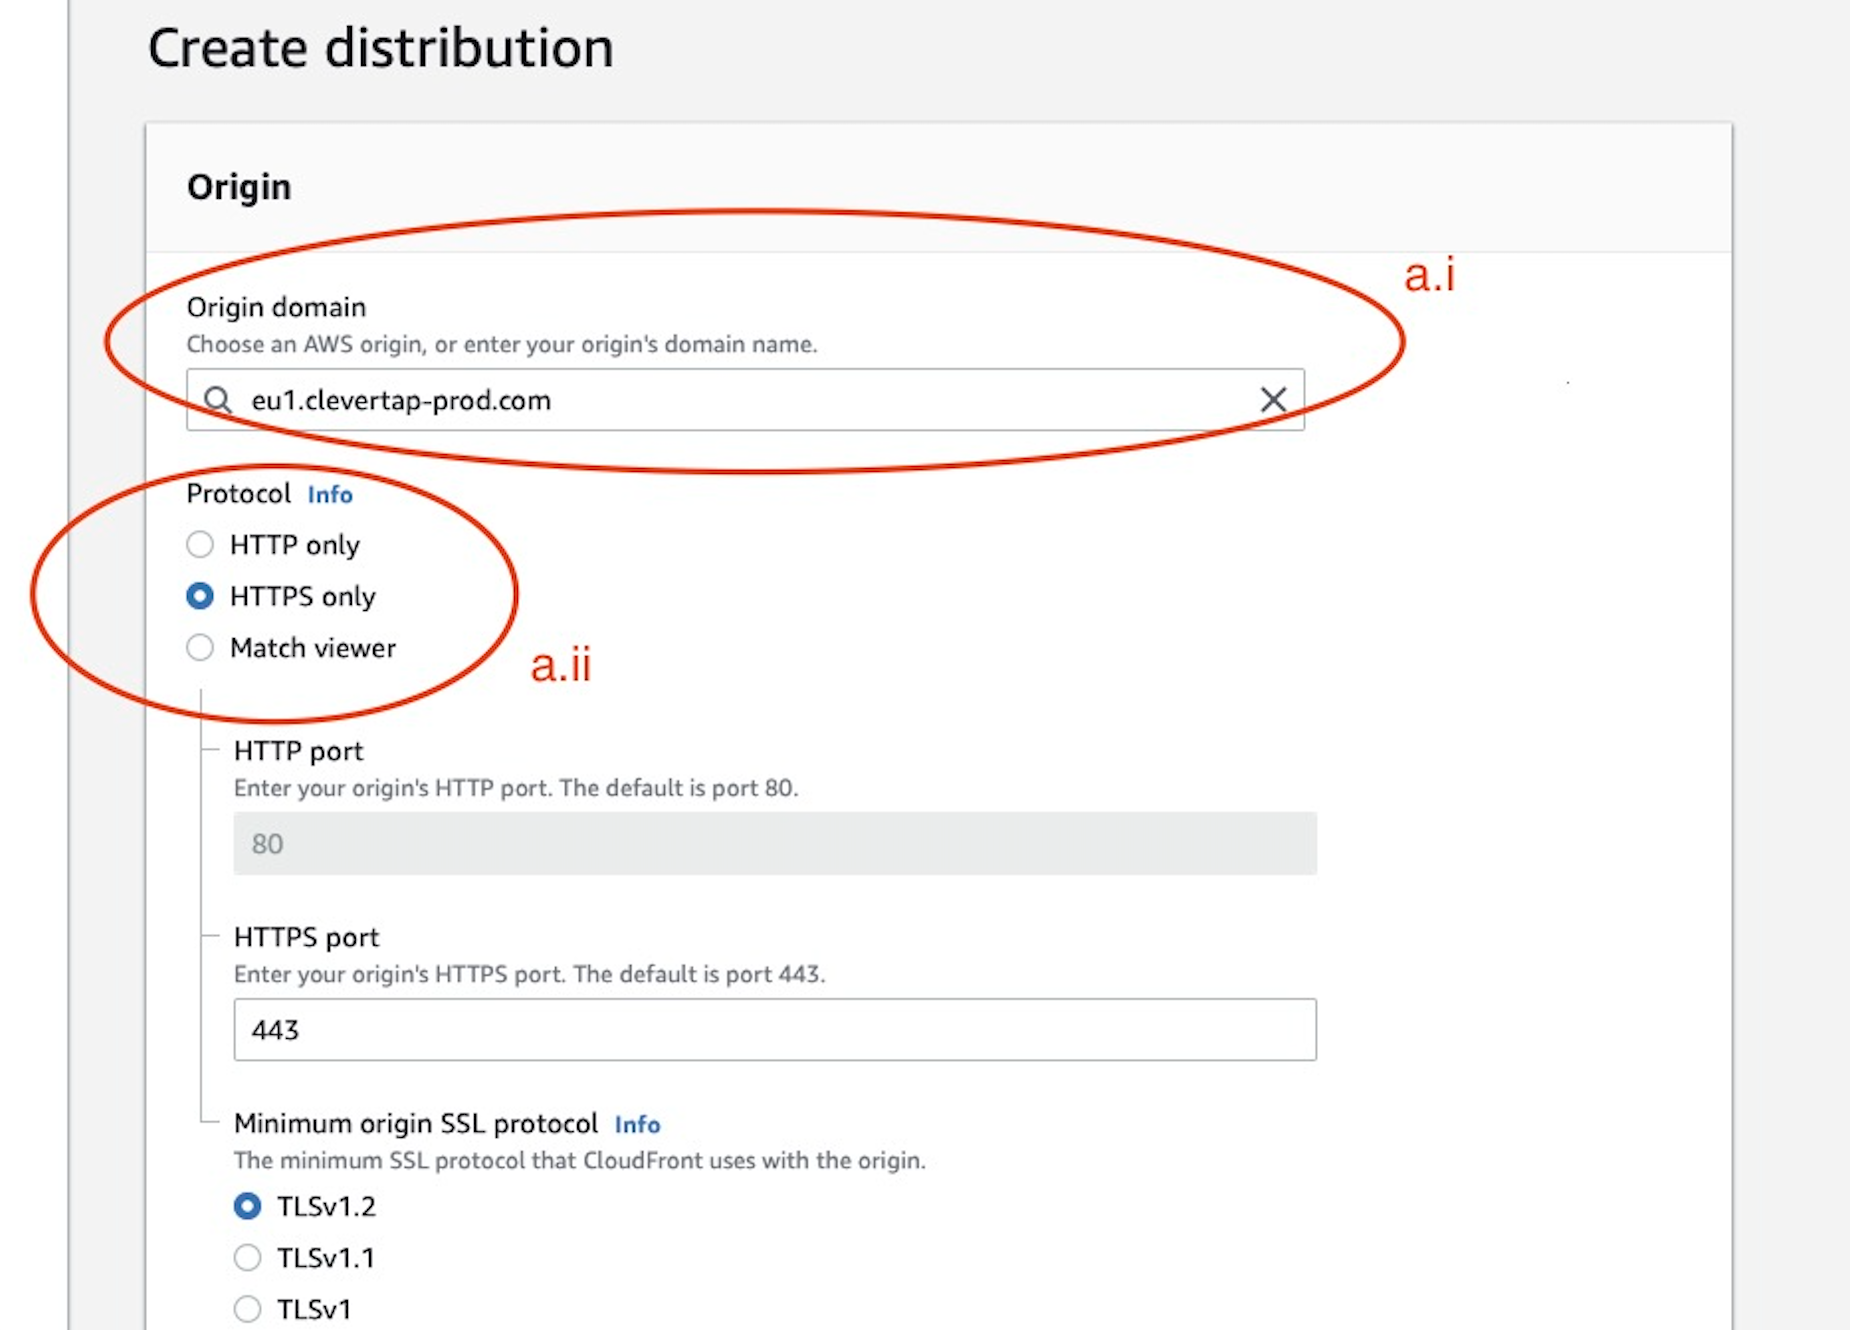 Create distribution
Origin
a.i
Origin domain
Choose an AWS origin, or enter your origin's domain name.
eu1.clevertap-prod.com
Protocol Info
HTTP only
HTTPS only
Match viewer
a.ii
HTTP port
Enter your origin's HTTP port. The default is port 80.
80
HTTPS port
Enter your origin's HTTPS port. The default is port 443.
443
Minimum origin SSL protocol Info
The minimum SSL protocol that CloudFront uses with the origin.
TLSv1.2
TLSv1.1
TLSv1